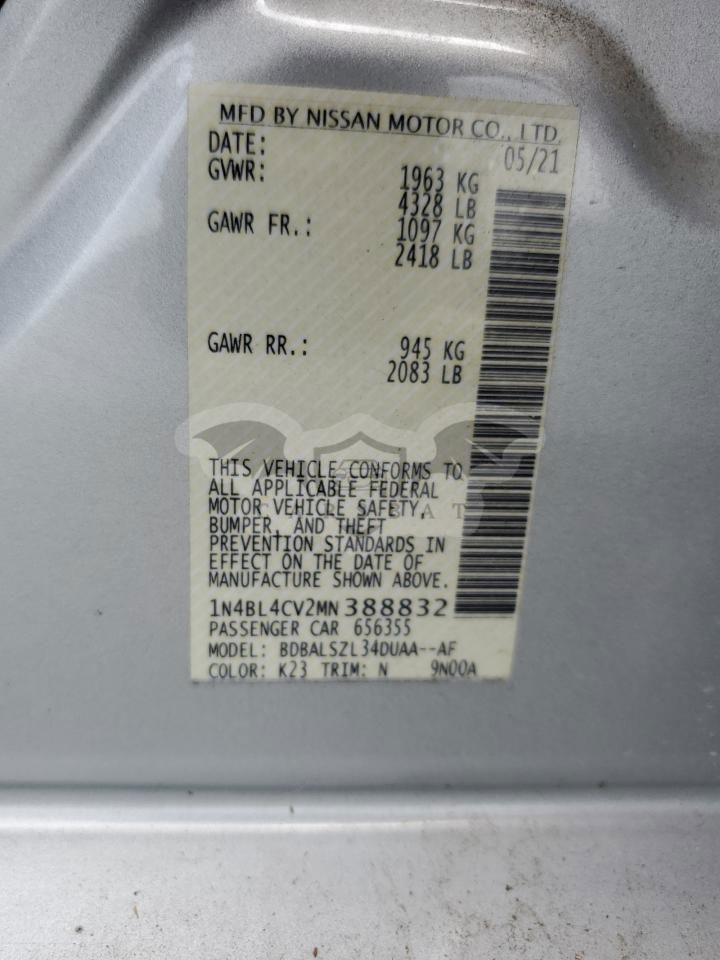 MFD BY NISSAN MOTOR CO., LTD.
DATE: 05/21
GVWR: 1963 KG
4328 LB
GAWR FR.: 1097 KG
2418 LB
GAWR RR.: 945 KG
2083 LB
THIS VEHICLE CONFORMS TO
ALL APPLICABLE FEDERAL
MOTOR VEHICLE SAFETY,
BUMPER, AND THEFT
PREVENTION STANDARDS IN
EFFECT ON THE DATE OF
MANUFACTURE SHOWN ABOVE.
1N4BL4CV2MN388832
PASSENGER CAR 656355
MODEL: BDBALSZL34DUAA--AF
COLOR: K23 TRIM: N 9N00A